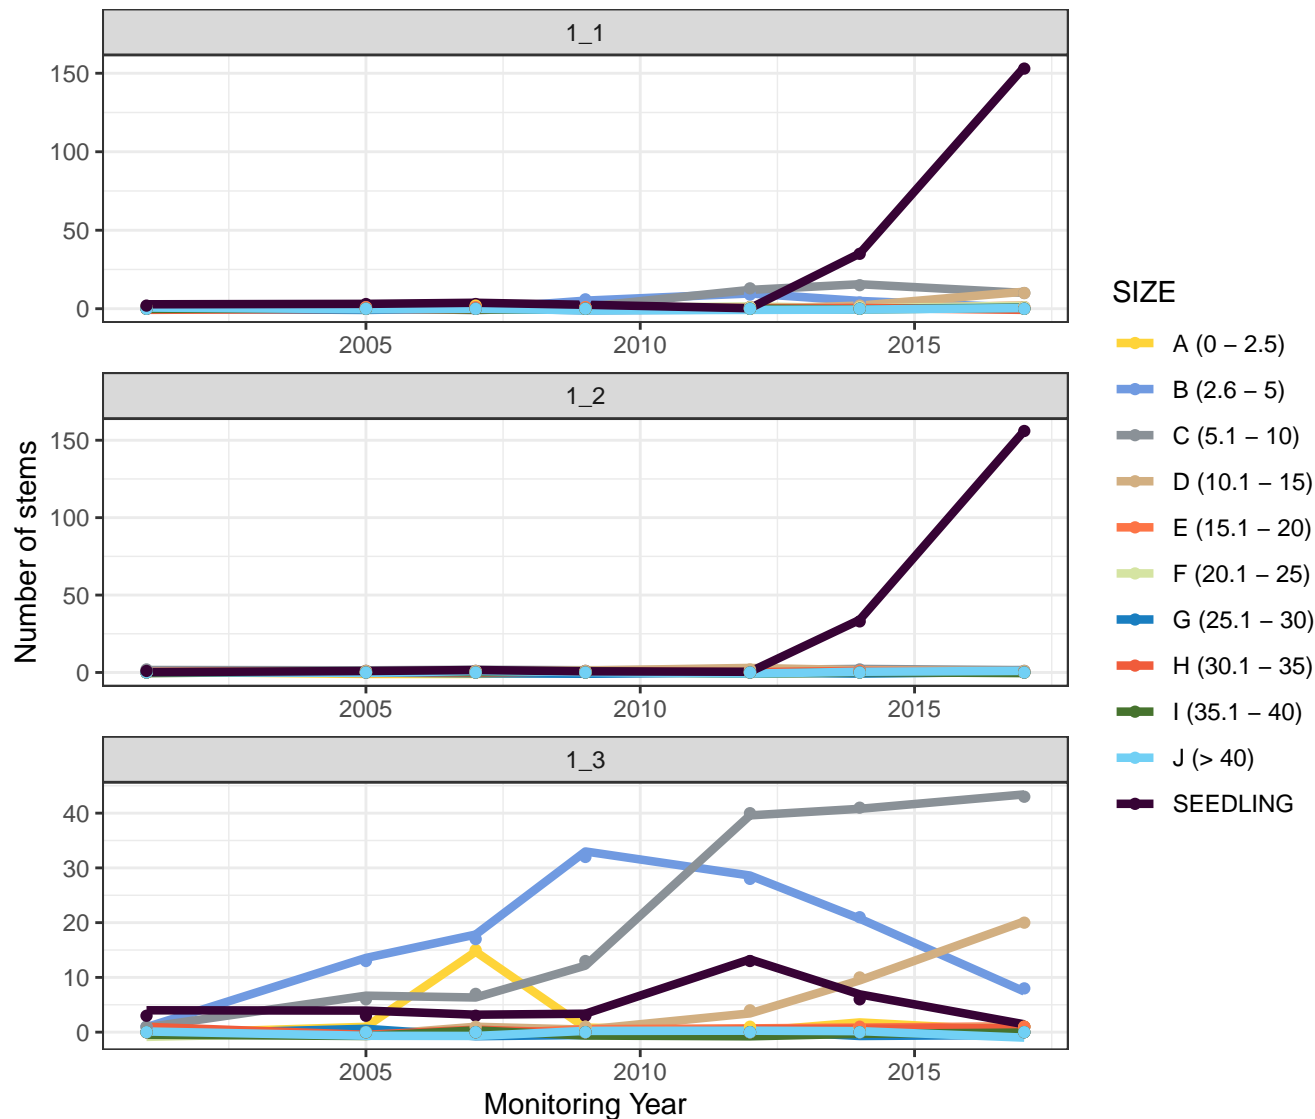 1_1
150
100
50
0
2005 2010 2015
1_2
150
100
50
0
2005 2010 2015
1_3
40
30
20
10
0
2005 2010 2015
Monitoring Year
Number of stems
SIZE
A (0 − 2.5)
B (2.6 − 5)
C (5.1 − 10)
D (10.1 − 15)
E (15.1 − 20)
F (20.1 − 25)
G (25.1 − 30)
H (30.1 − 35)
I (35.1 − 40)
J (> 40)
SEEDLING